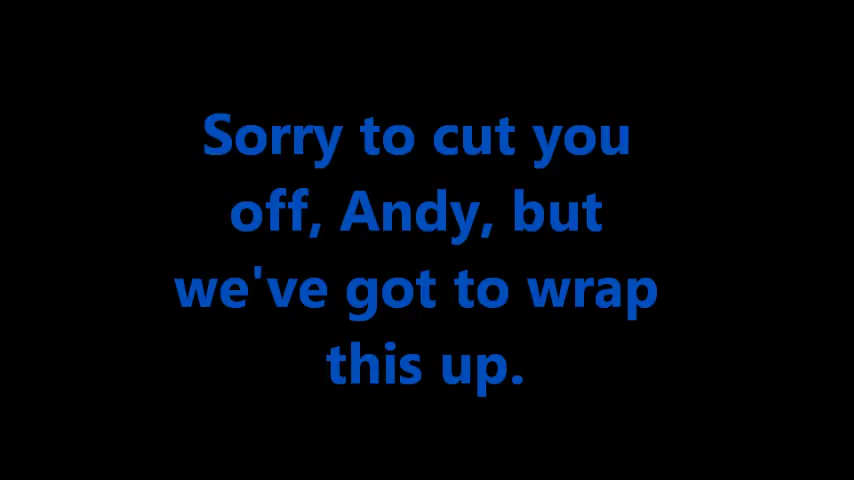 Sorry to cut you
off, Andy, but
we've got to wrap
this up.